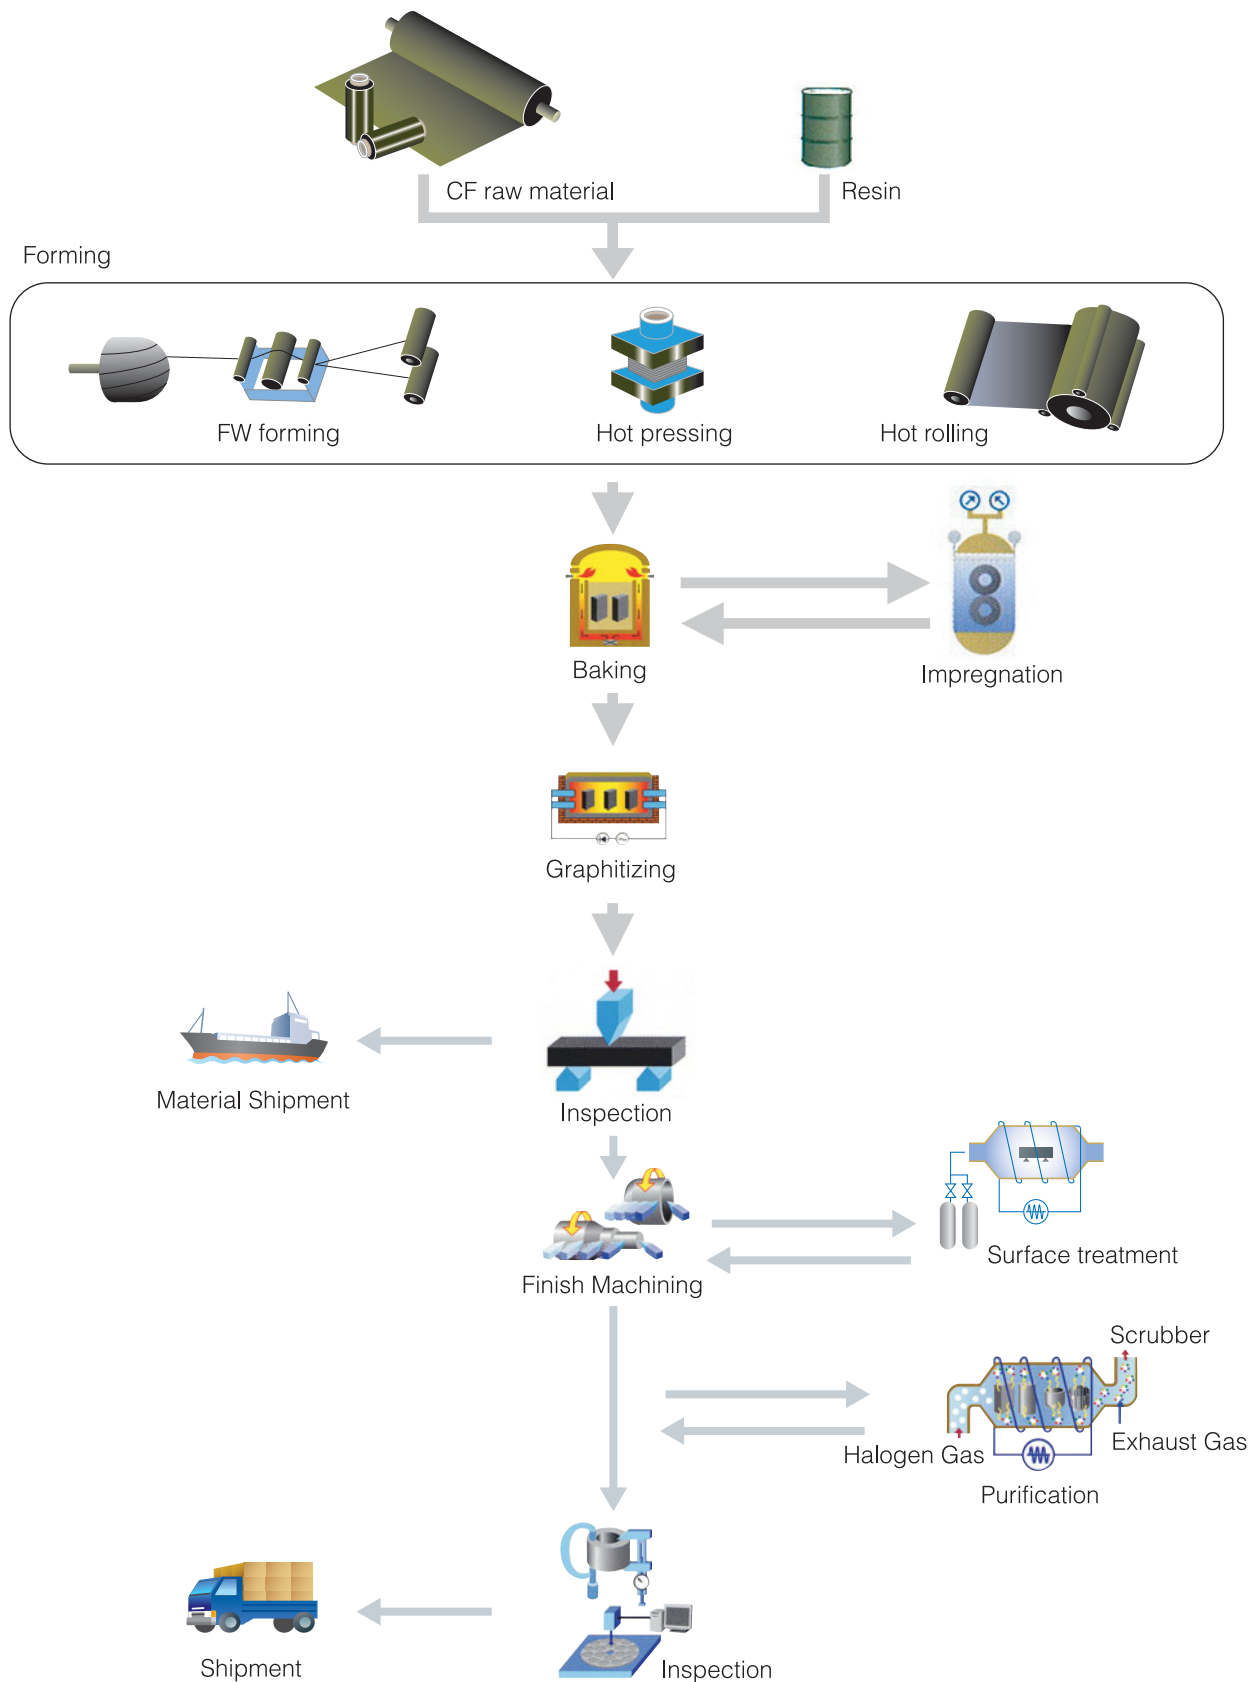 CF raw material
Resin
Forming
FW forming
Hot pressing
Hot rolling
Baking
Impregnation
Graphitizing
Material Shipment
Inspection
Surface treatment
Finish Machining
Scrubber
Halogen Gas
Exhaust Gas
Purification
Shipment
Inspection